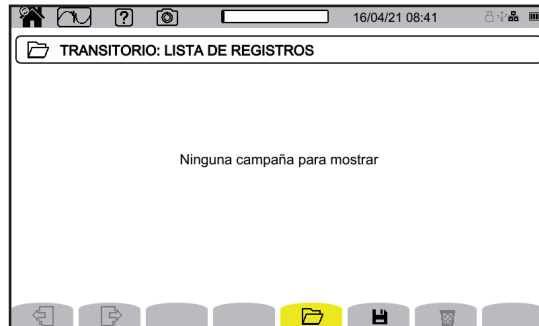 16/04/21 08:41
TRANSITORIO: LISTA DE REGISTROS
Ninguna campaña para mostrar